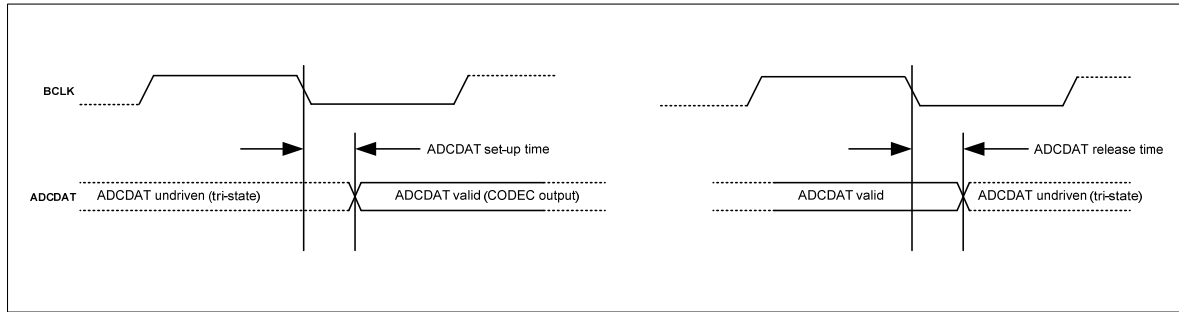 BCLK
ADCDAT set-up time
ADCDAT release time
ADCDAT
ADCDAT undriven (tri-state)
ADCDAT valid (CODEC output)
ADCDAT valid
ADCDAT undriven (tri-state)